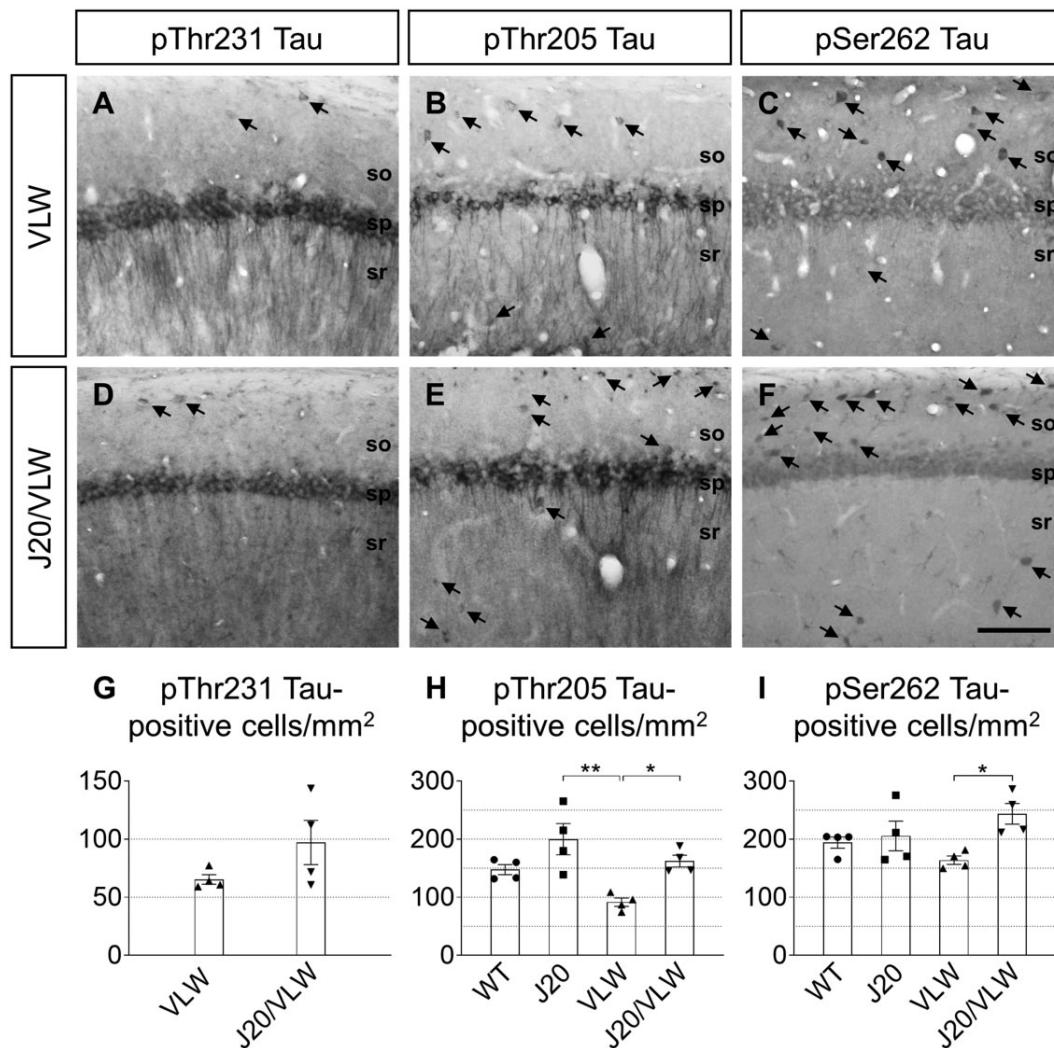 pThr231 Tau
pThr205 Tau
pSer262 Tau
VLW
A
so
sp
sr
B
so
sp
sr
C
so
sp
sr
J20/VLW
D
so
sp
sr
E
so
sp
sr
F
so
sp
sr
G pThr231 Tau-
positive cells/mm²
150
100
50
0
VLW
J20/VLW
H pThr205 Tau-
positive cells/mm²
** *
300
200
100
0
WT
J20
VLW
J20/VLW
I pSer262 Tau-
positive cells/mm²
*
300
200
100
0
WT
J20
VLW
J20/VLW